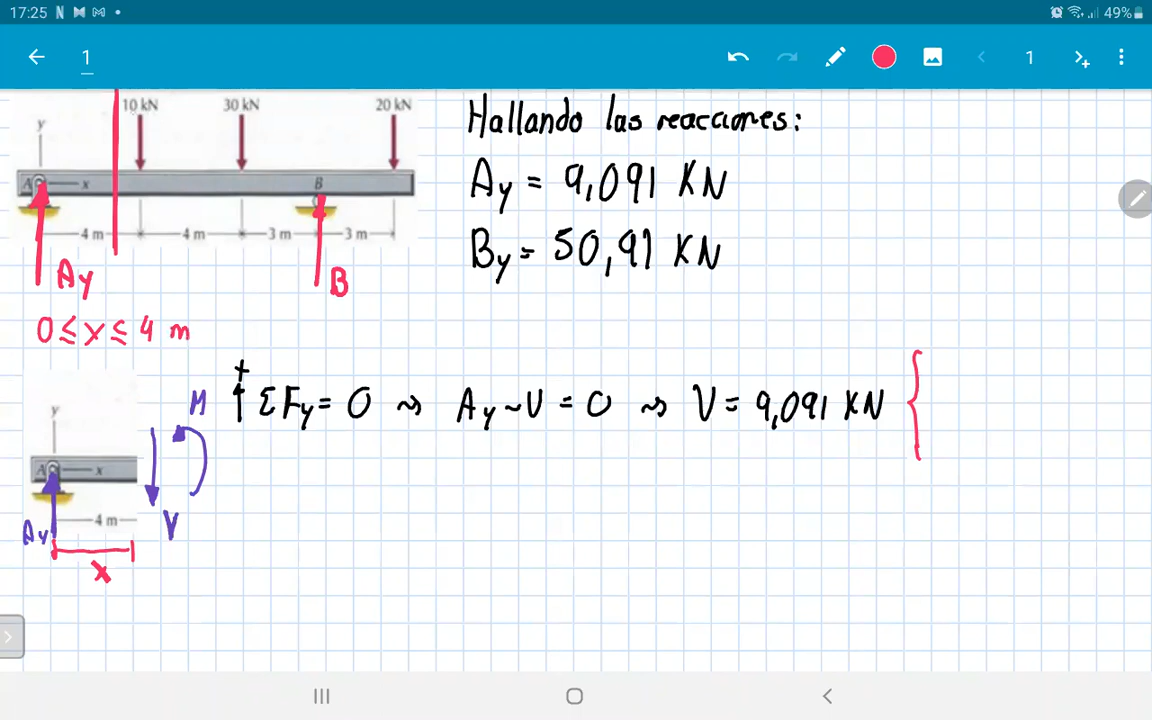 17:25 N 49%
1 1
10 kN 30 kN 20 kN
y
A x B
4 m 4 m 3 m 3 m
Ay B
Hallando las reacciones:
Ay = 9,091 KN
By = 50,91 KN
0 ≤ x ≤ 4 m
+ ΣFy = 0 ⇝ Ay - V = 0 ⇝ V = 9,091 KN {
M
y
A x
4 m
Ay V
x